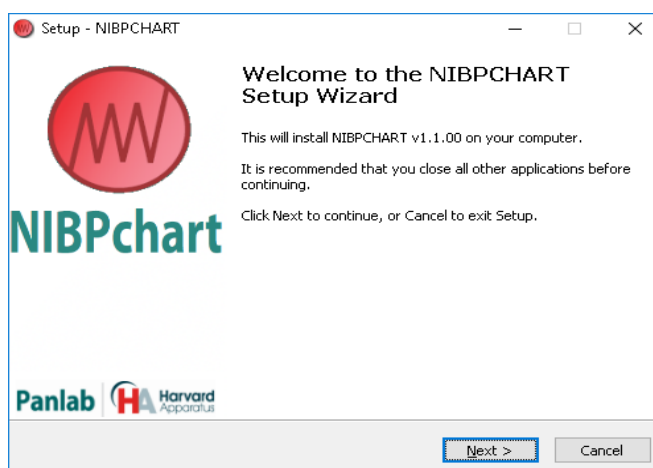 Setup - NIBPCHART
Welcome to the NIBPCHART
Setup Wizard
This will install NIBPCHART v1.1.00 on your computer.
It is recommended that you close all other applications before
continuing.
Click Next to continue, or Cancel to exit Setup.
NIBPchart
Panlab HA Harvard
Apparatus
Next >
Cancel